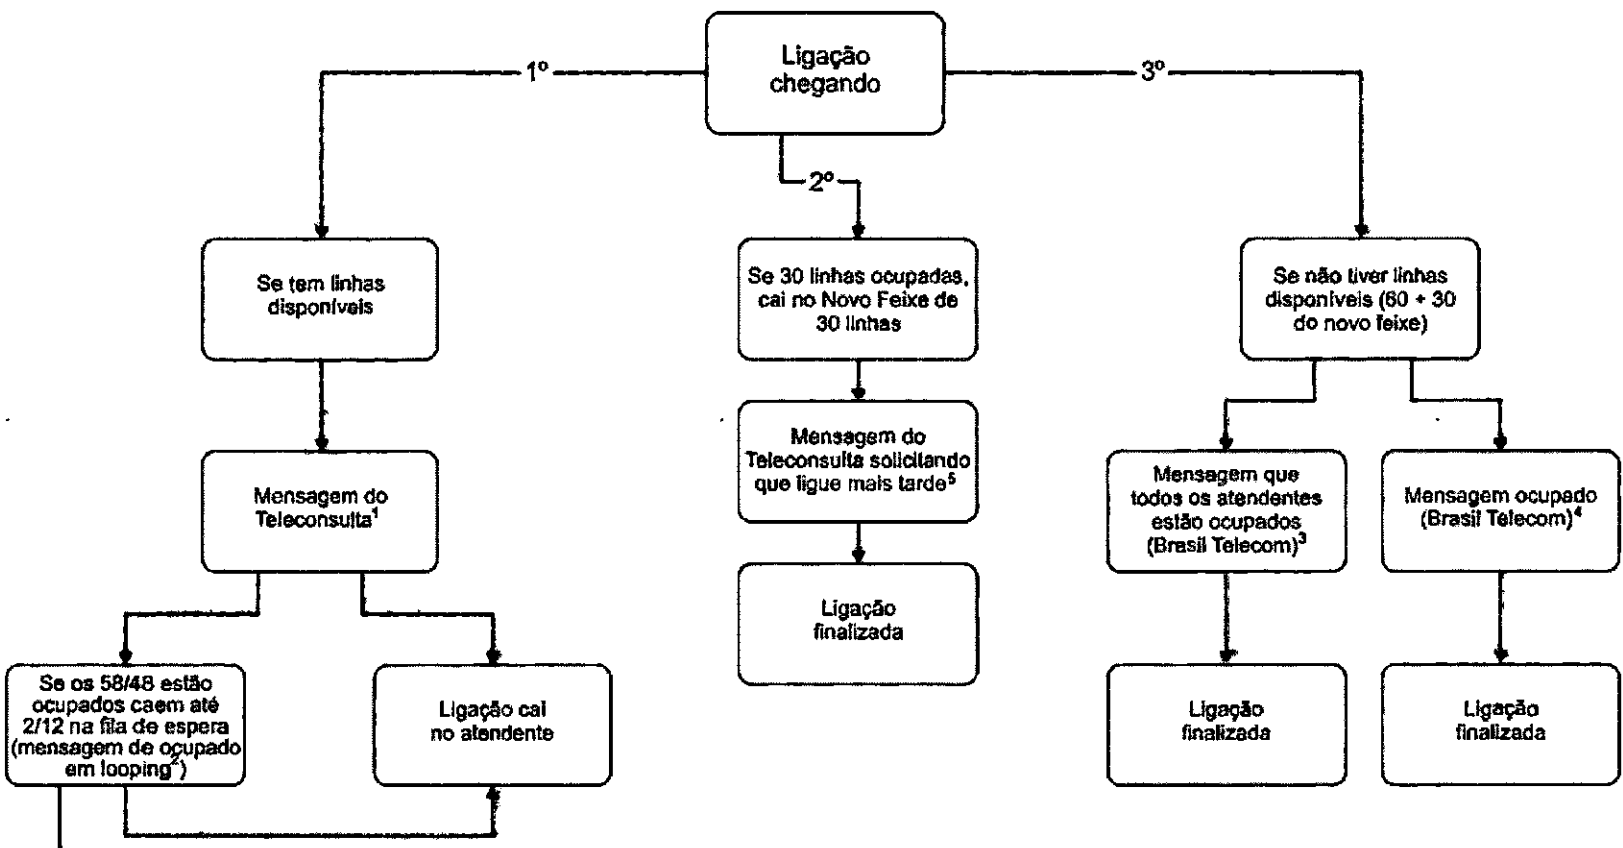 Ligação
chegando
1º
2º
3º
Se tem linhas
disponíveis
Se 30 linhas ocupadas,
cai no Novo Feixe de
30 linhas
Se não tiver linhas
disponíveis (60 + 30
do novo feixe)
Mensagem do
Teleconsulta¹
Mensagem do
Teleconsulta solicitando
que ligue mais tarde⁵
Mensagem que
todos os atendentes
estão ocupados
(Brasil Telecom)³
Mensagem ocupado
(Brasil Telecom)⁴
Se os 58/48 estão
ocupados caem até
2/12 na fila de espera
(mensagem de ocupado
em looping²)
Ligação cai
no atendente
Ligação
finalizada
Ligação
finalizada
Ligação
finalizada